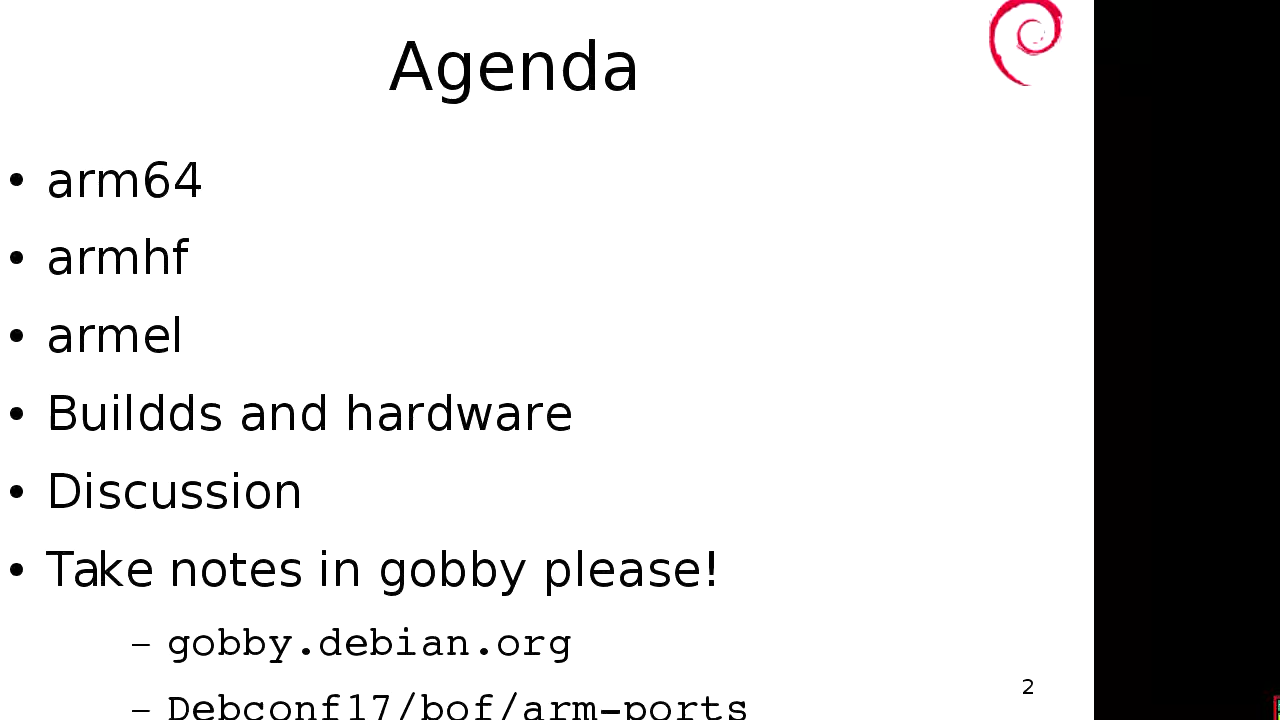 Agenda
• arm64
• armhf
• armel
• Buildds and hardware
• Discussion
• Take notes in gobby please!
– gobby.debian.org
– Debconf17/bof/arm-ports
2